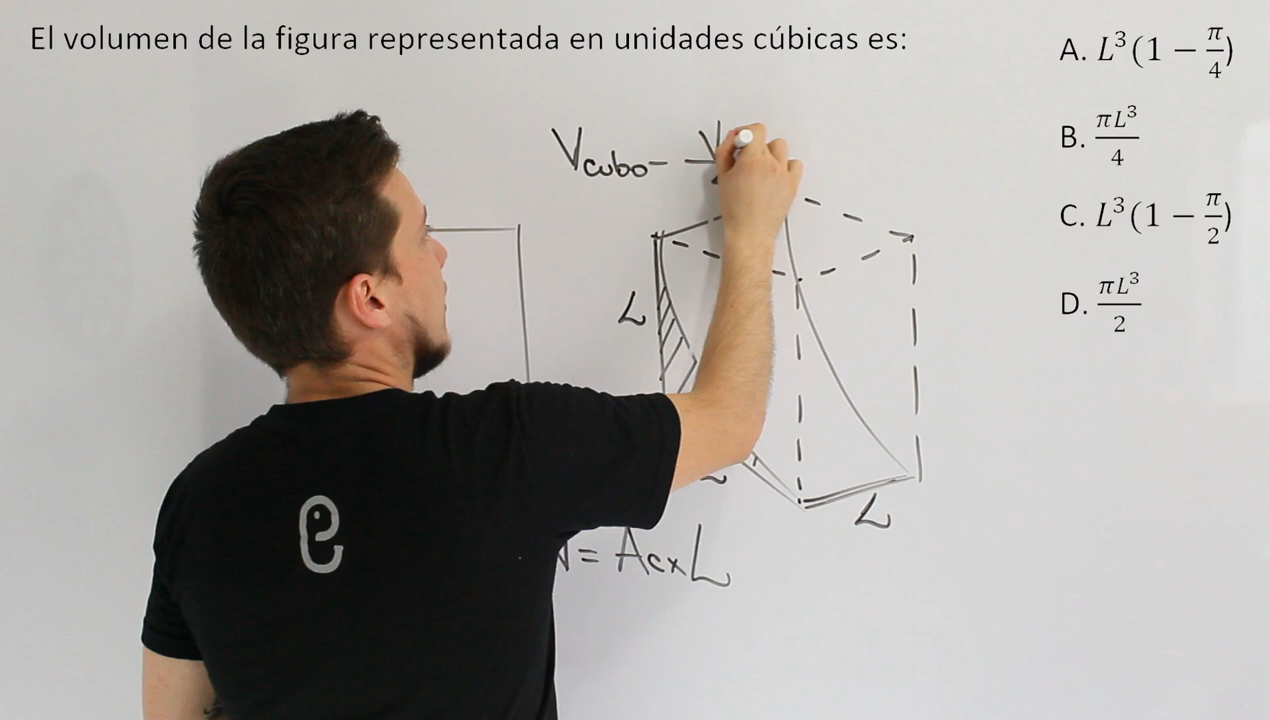 El volumen de la figura representada en unidades cúbicas es:
A. L³(1 − π/4)
B. πL³/4
C. L³(1 − π/2)
D. πL³/2
Vcubo- - V
L
L
= Ac x L
e